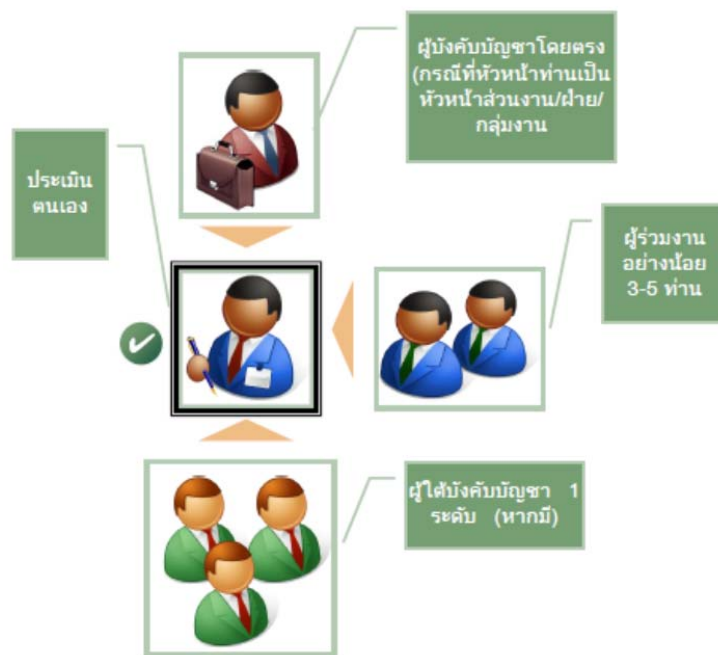 ผู้บังคับบัญชาโดยตรง
(กรณีที่หัวหน้าท่านเป็น
หัวหน้าส่วนงาน/ฝ่าย/
กลุ่มงาน
ประเมิน
ตนเอง
ผู้ร่วมงาน
อย่างน้อย
3-5 ท่าน
ผู้ใต้บังคับบัญชา 1
ระดับ (หากมี)